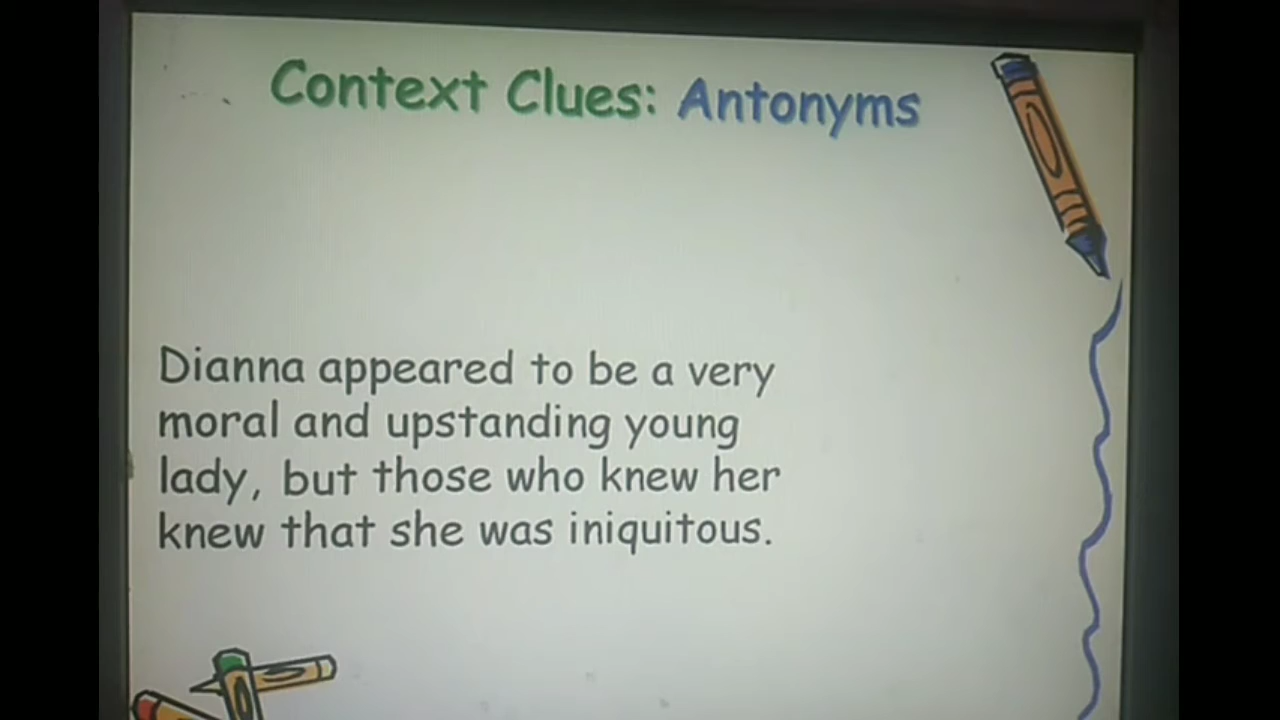 Context Clues: Antonyms
Dianna appeared to be a very
moral and upstanding young
lady, but those who knew her
knew that she was iniquitous.